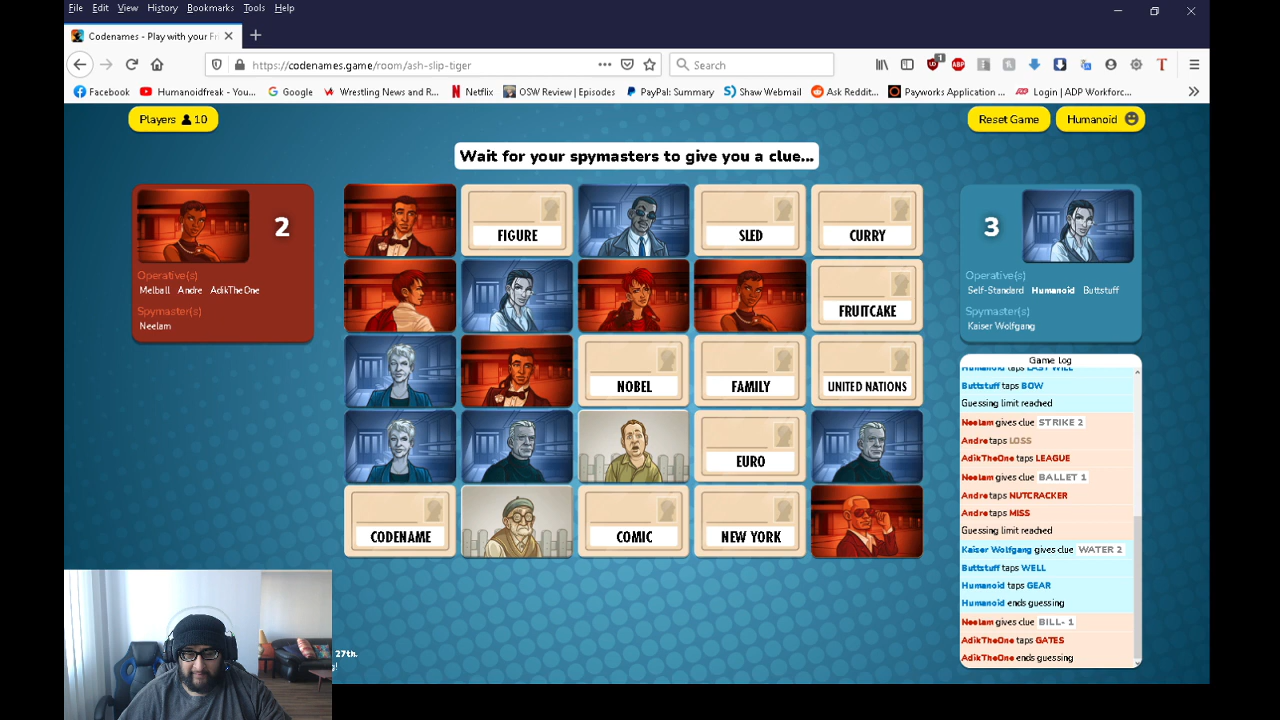 File Edit View History Bookmarks Tools Help
Codenames - Play with your Fri
https://codenames.game/room/ash-slip-tiger
Search
Facebook Humanoidfreak - You... Google Wrestling News and R... Netflix OSW Review | Episodes PayPal: Summary Shaw Webmail Ask Reddit... Payworks Application ... Login | ADP Workforc...
Players 10
Reset Game
Humanoid
Wait for your spymasters to give you a clue...
2
Operative(s)
Melball Andre AdikTheOne
Spymaster(s)
Neelam
FIGURE
SLED
CURRY
FRUITCAKE
NOBEL
FAMILY
UNITED NATIONS
EURO
CODENAME
COMIC
NEW YORK
3
Operative(s)
Self-Standard Humanoid Buttstuff
Spymaster(s)
Kaiser Wolfgang
Game Log
Humanoid taps LAST WILL
Buttstuff taps BOW
Guessing limit reached
Neelam gives clue STRIKE 2
Andre taps LOSS
AdikTheOne taps LEAGUE
Neelam gives clue BALLET 1
Andre taps NUTCRACKER
Andre taps MISS
Guessing limit reached
Kaiser Wolfgang gives clue WATER 2
Buttstuff taps WELL
Humanoid taps GEAR
Humanoid ends guessing
Neelam gives clue BILL- 1
AdikTheOne taps GATES
AdikTheOne ends guessing
27th.